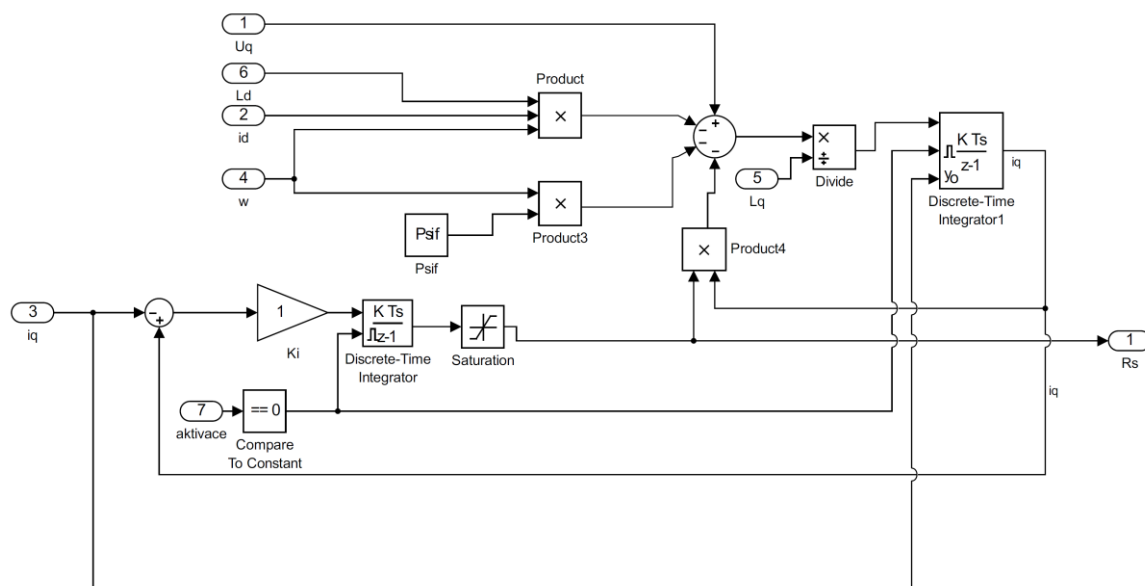 1
Uq
6
Ld
2
id
4
w
Product
×
Product3
×
Psif
Psif
+
−
−
−
5
Lq
×
÷
Divide
K Ts
z-1
yo
iq
Discrete-Time
Integrator1
×
Product4
3
iq
−
+
1
Ki
K Ts
z-1
Discrete-Time
Integrator
Saturation
1
Rs
iq
7
aktivace
== 0
Compare
To Constant